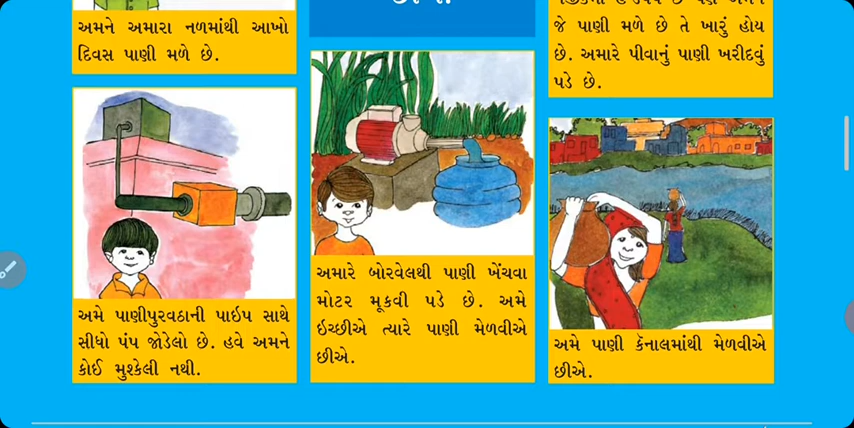 અમને અમારા નળમાંથી આખો
દિવસ પાણી મળે છે.
અમે પાણીપુરવઠાની પાઇપ સાથે
સીધો પંપ જોડેલો છે. હવે અમને
કોઈ મુશ્કેલી નથી.
અમારે બોરવેલથી પાણી ખેંચવા
મોટર મૂકવી પડે છે. અમે
ઇચ્છીએ ત્યારે પાણી મેળવીએ
છીએ.
જે પાણી મળે છે તે ખારું હોય
છે. અમારે પીવાનું પાણી ખરીદવું
પડે છે.
અમે પાણી કૅનાલમાંથી મેળવીએ
છીએ.